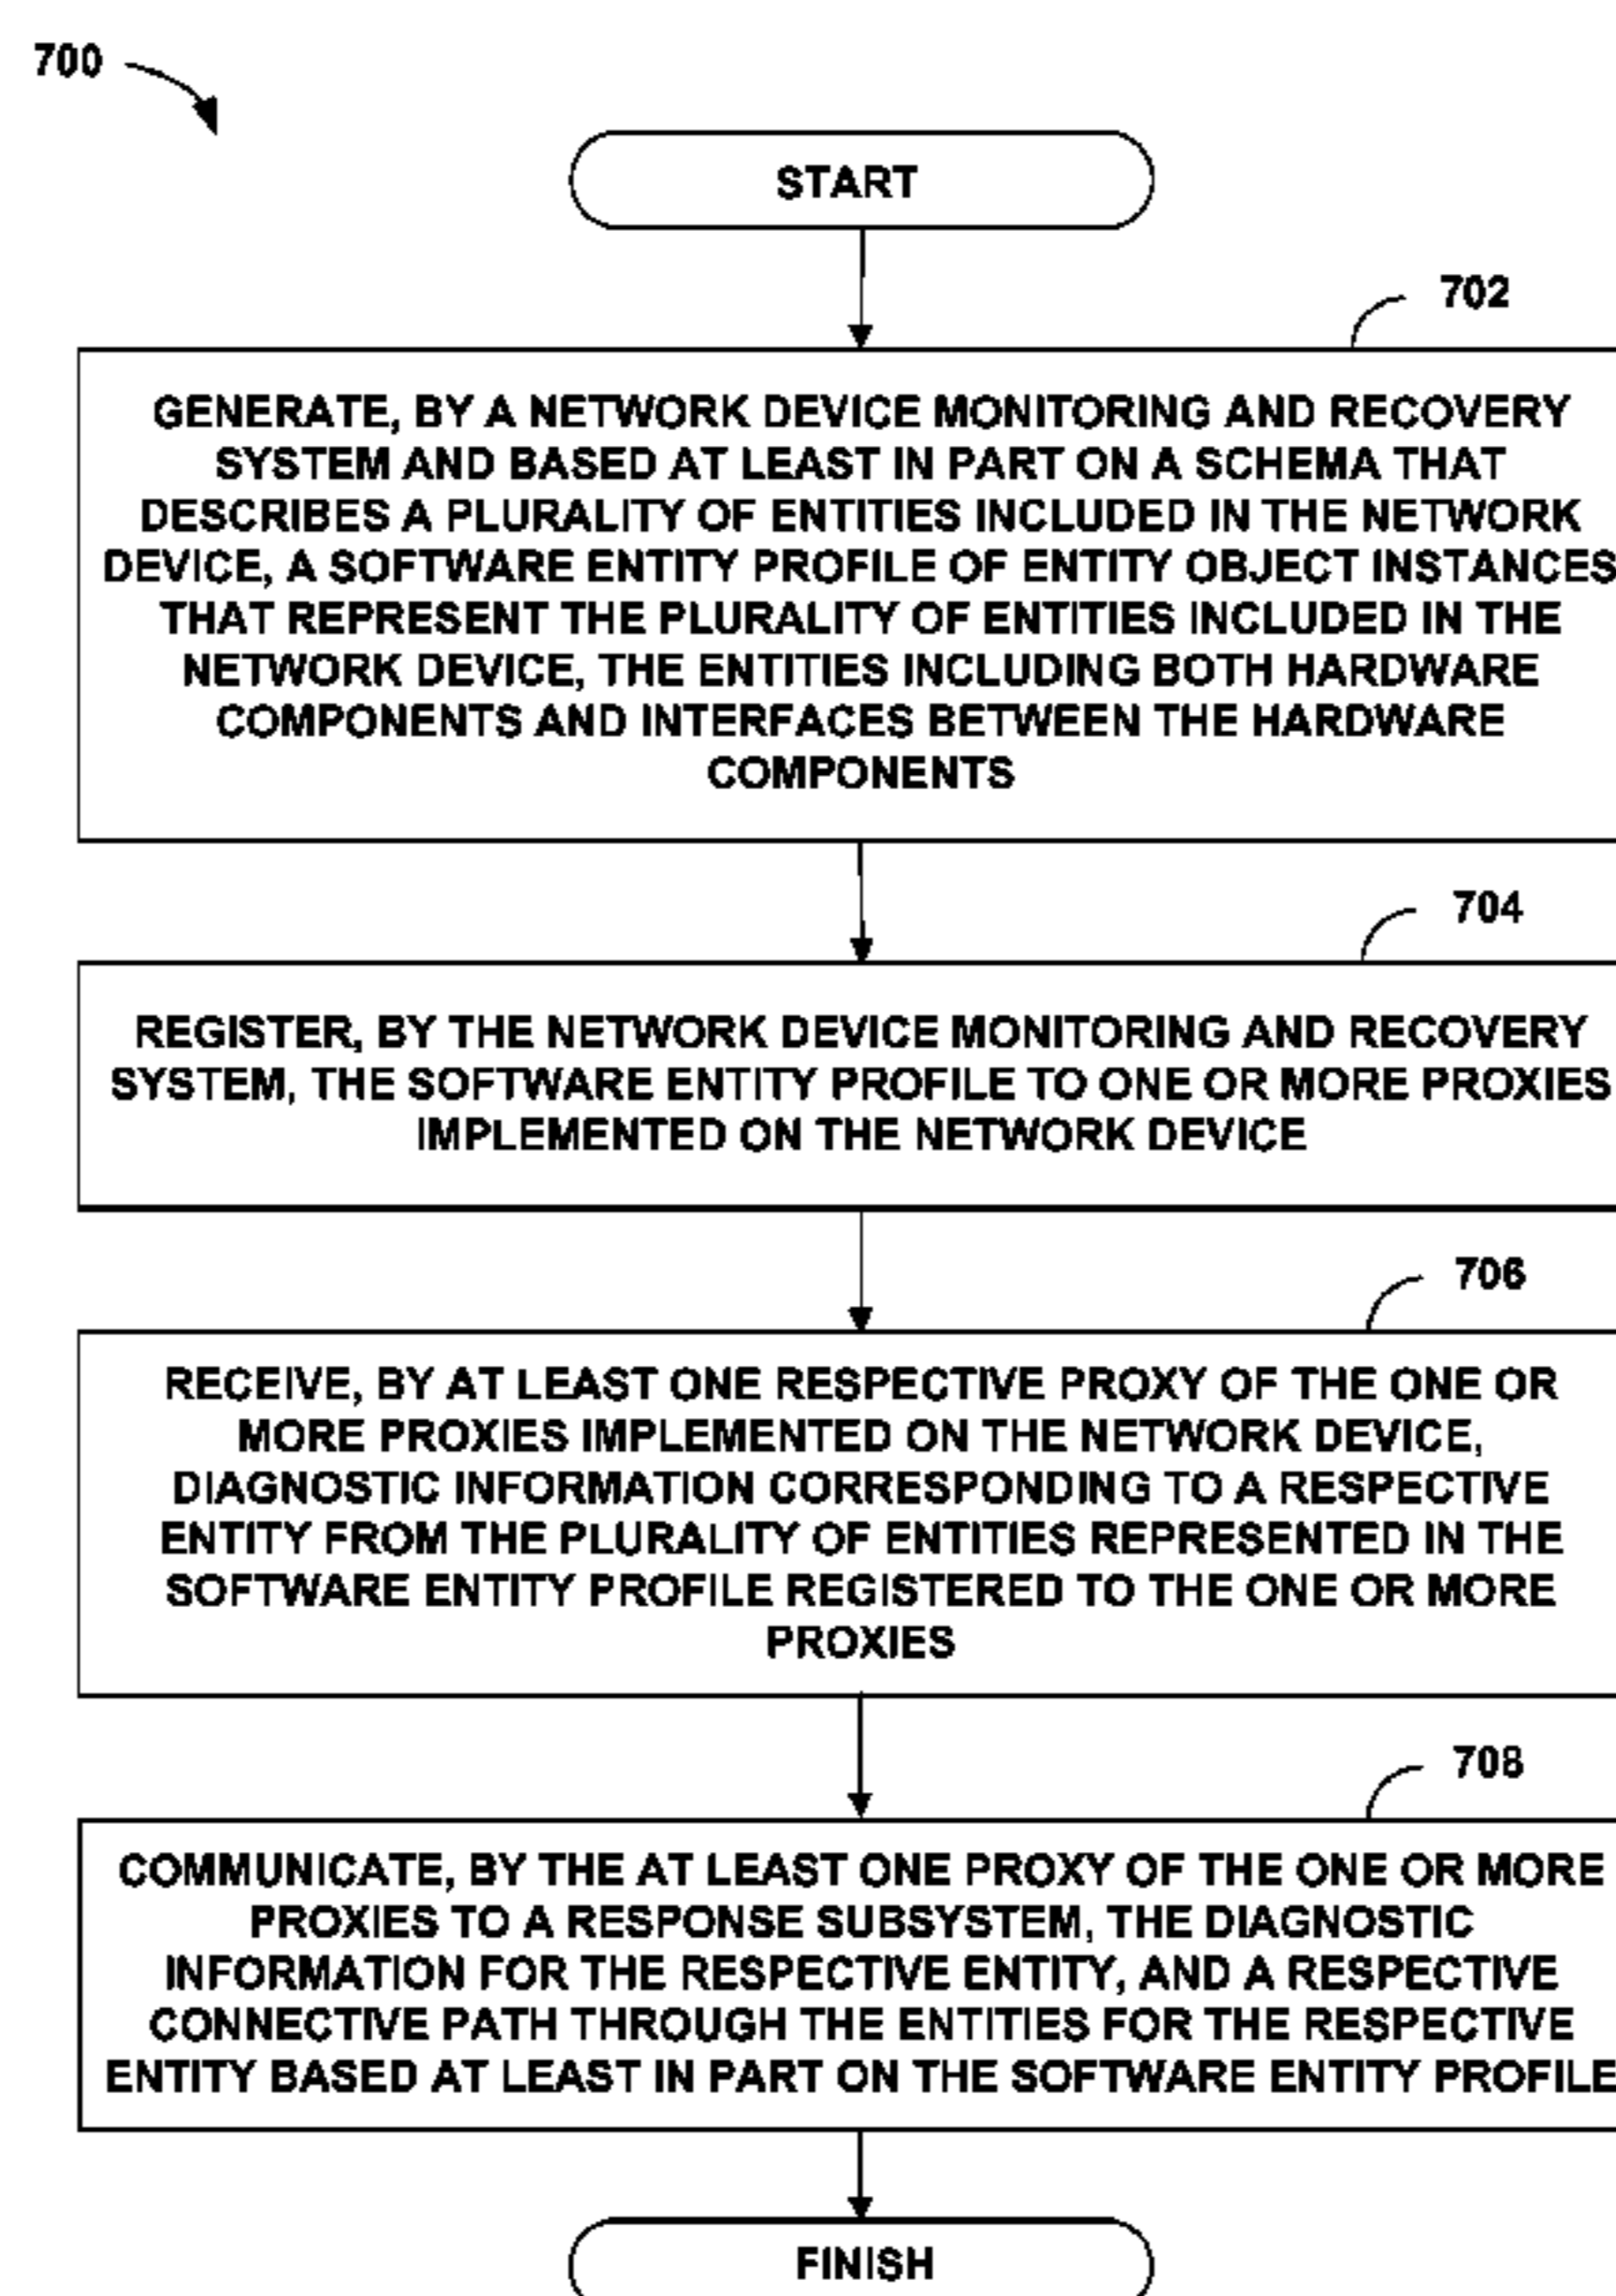 700
START
702
GENERATE, BY A NETWORK DEVICE MONITORING AND RECOVERY
SYSTEM AND BASED AT LEAST IN PART ON A SCHEMA THAT
DESCRIBES A PLURALITY OF ENTITIES INCLUDED IN THE NETWORK
DEVICE, A SOFTWARE ENTITY PROFILE OF ENTITY OBJECT INSTANCES
THAT REPRESENT THE PLURALITY OF ENTITIES INCLUDED IN THE
NETWORK DEVICE, THE ENTITIES INCLUDING BOTH HARDWARE
COMPONENTS AND INTERFACES BETWEEN THE HARDWARE
COMPONENTS
704
REGISTER, BY THE NETWORK DEVICE MONITORING AND RECOVERY
SYSTEM, THE SOFTWARE ENTITY PROFILE TO ONE OR MORE PROXIES
IMPLEMENTED ON THE NETWORK DEVICE
706
RECEIVE, BY AT LEAST ONE RESPECTIVE PROXY OF THE ONE OR
MORE PROXIES IMPLEMENTED ON THE NETWORK DEVICE,
DIAGNOSTIC INFORMATION CORRESPONDING TO A RESPECTIVE
ENTITY FROM THE PLURALITY OF ENTITIES REPRESENTED IN THE
SOFTWARE ENTITY PROFILE REGISTERED TO THE ONE OR MORE
PROXIES
708
COMMUNICATE, BY THE AT LEAST ONE PROXY OF THE ONE OR MORE
PROXIES TO A RESPONSE SUBSYSTEM, THE DIAGNOSTIC
INFORMATION FOR THE RESPECTIVE ENTITY, AND A RESPECTIVE
CONNECTIVE PATH THROUGH THE ENTITIES FOR THE RESPECTIVE
ENTITY BASED AT LEAST IN PART ON THE SOFTWARE ENTITY PROFILE
FINISH